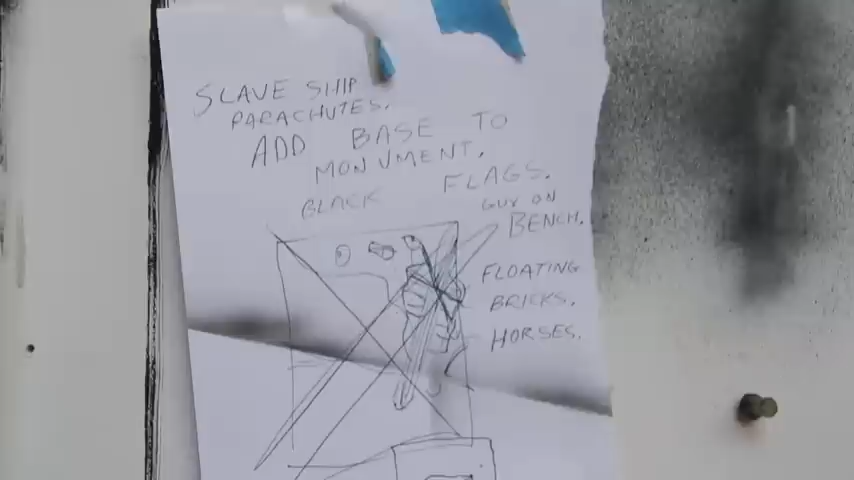 SLAVE SHIP
PARACHUTES.
ADD BASE TO
MONUMENT.
BLACK FLAGS.
GUY ON
BENCH.
FLOATING
BRICKS.
HORSES.